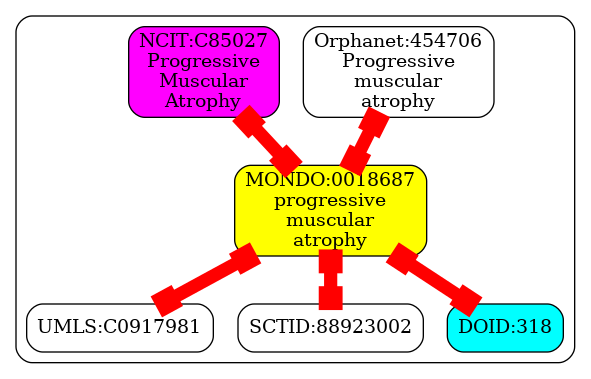 NCIT:C85027
Progressive
Muscular
Atrophy
Orphanet:454706
Progressive
muscular
atrophy
MONDO:0018687
progressive
muscular
atrophy
UMLS:C0917981
SCTID:88923002
DOID:318